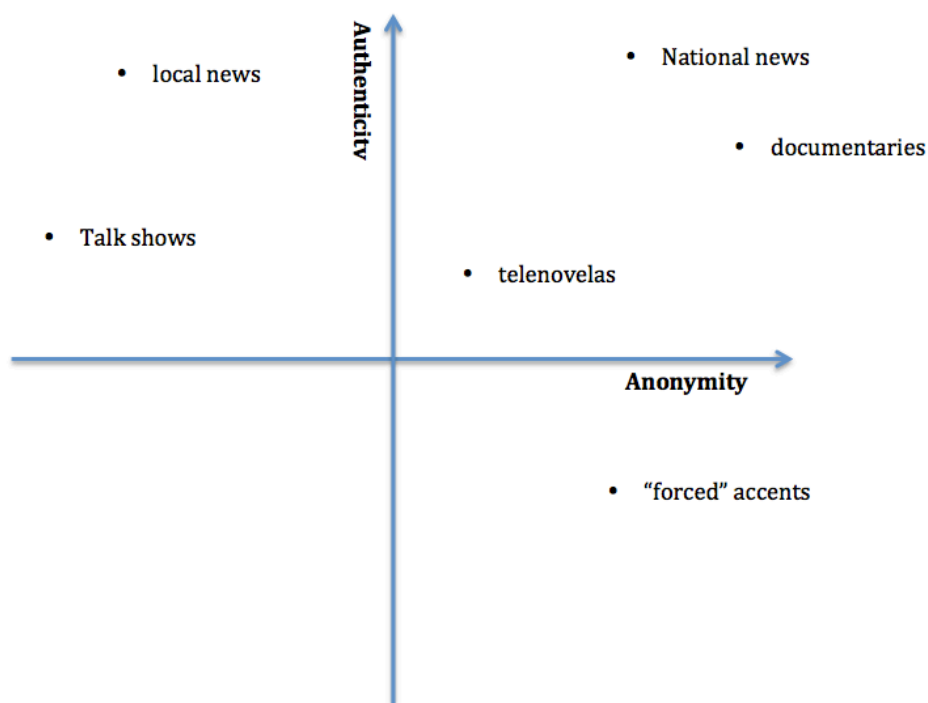 Authenticity
• local news
• National news
• documentaries
• Talk shows
• telenovelas
Anonymity
• “forced” accents